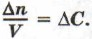 Δn/V = ΔC.